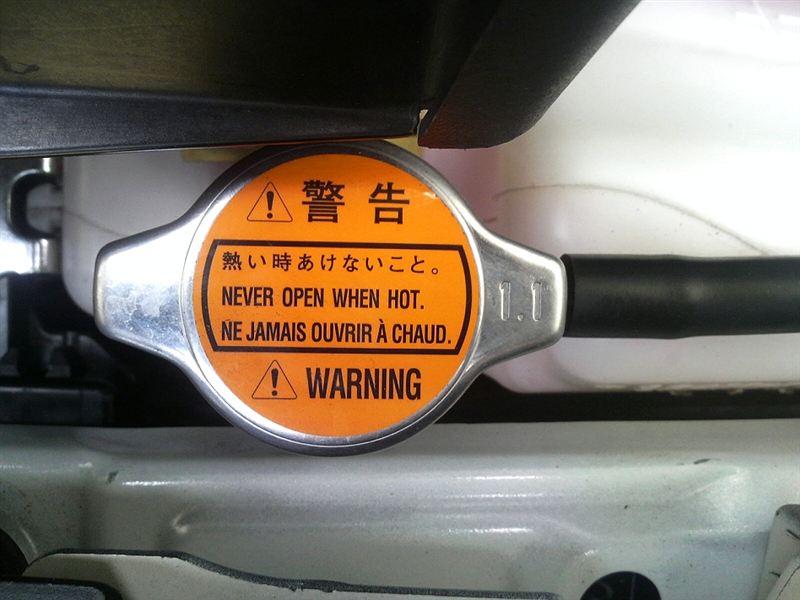 警告
熱い時あけないこと。
NEVER OPEN WHEN HOT.
NE JAMAIS OUVRIR À CHAUD.
WARNING
1.1